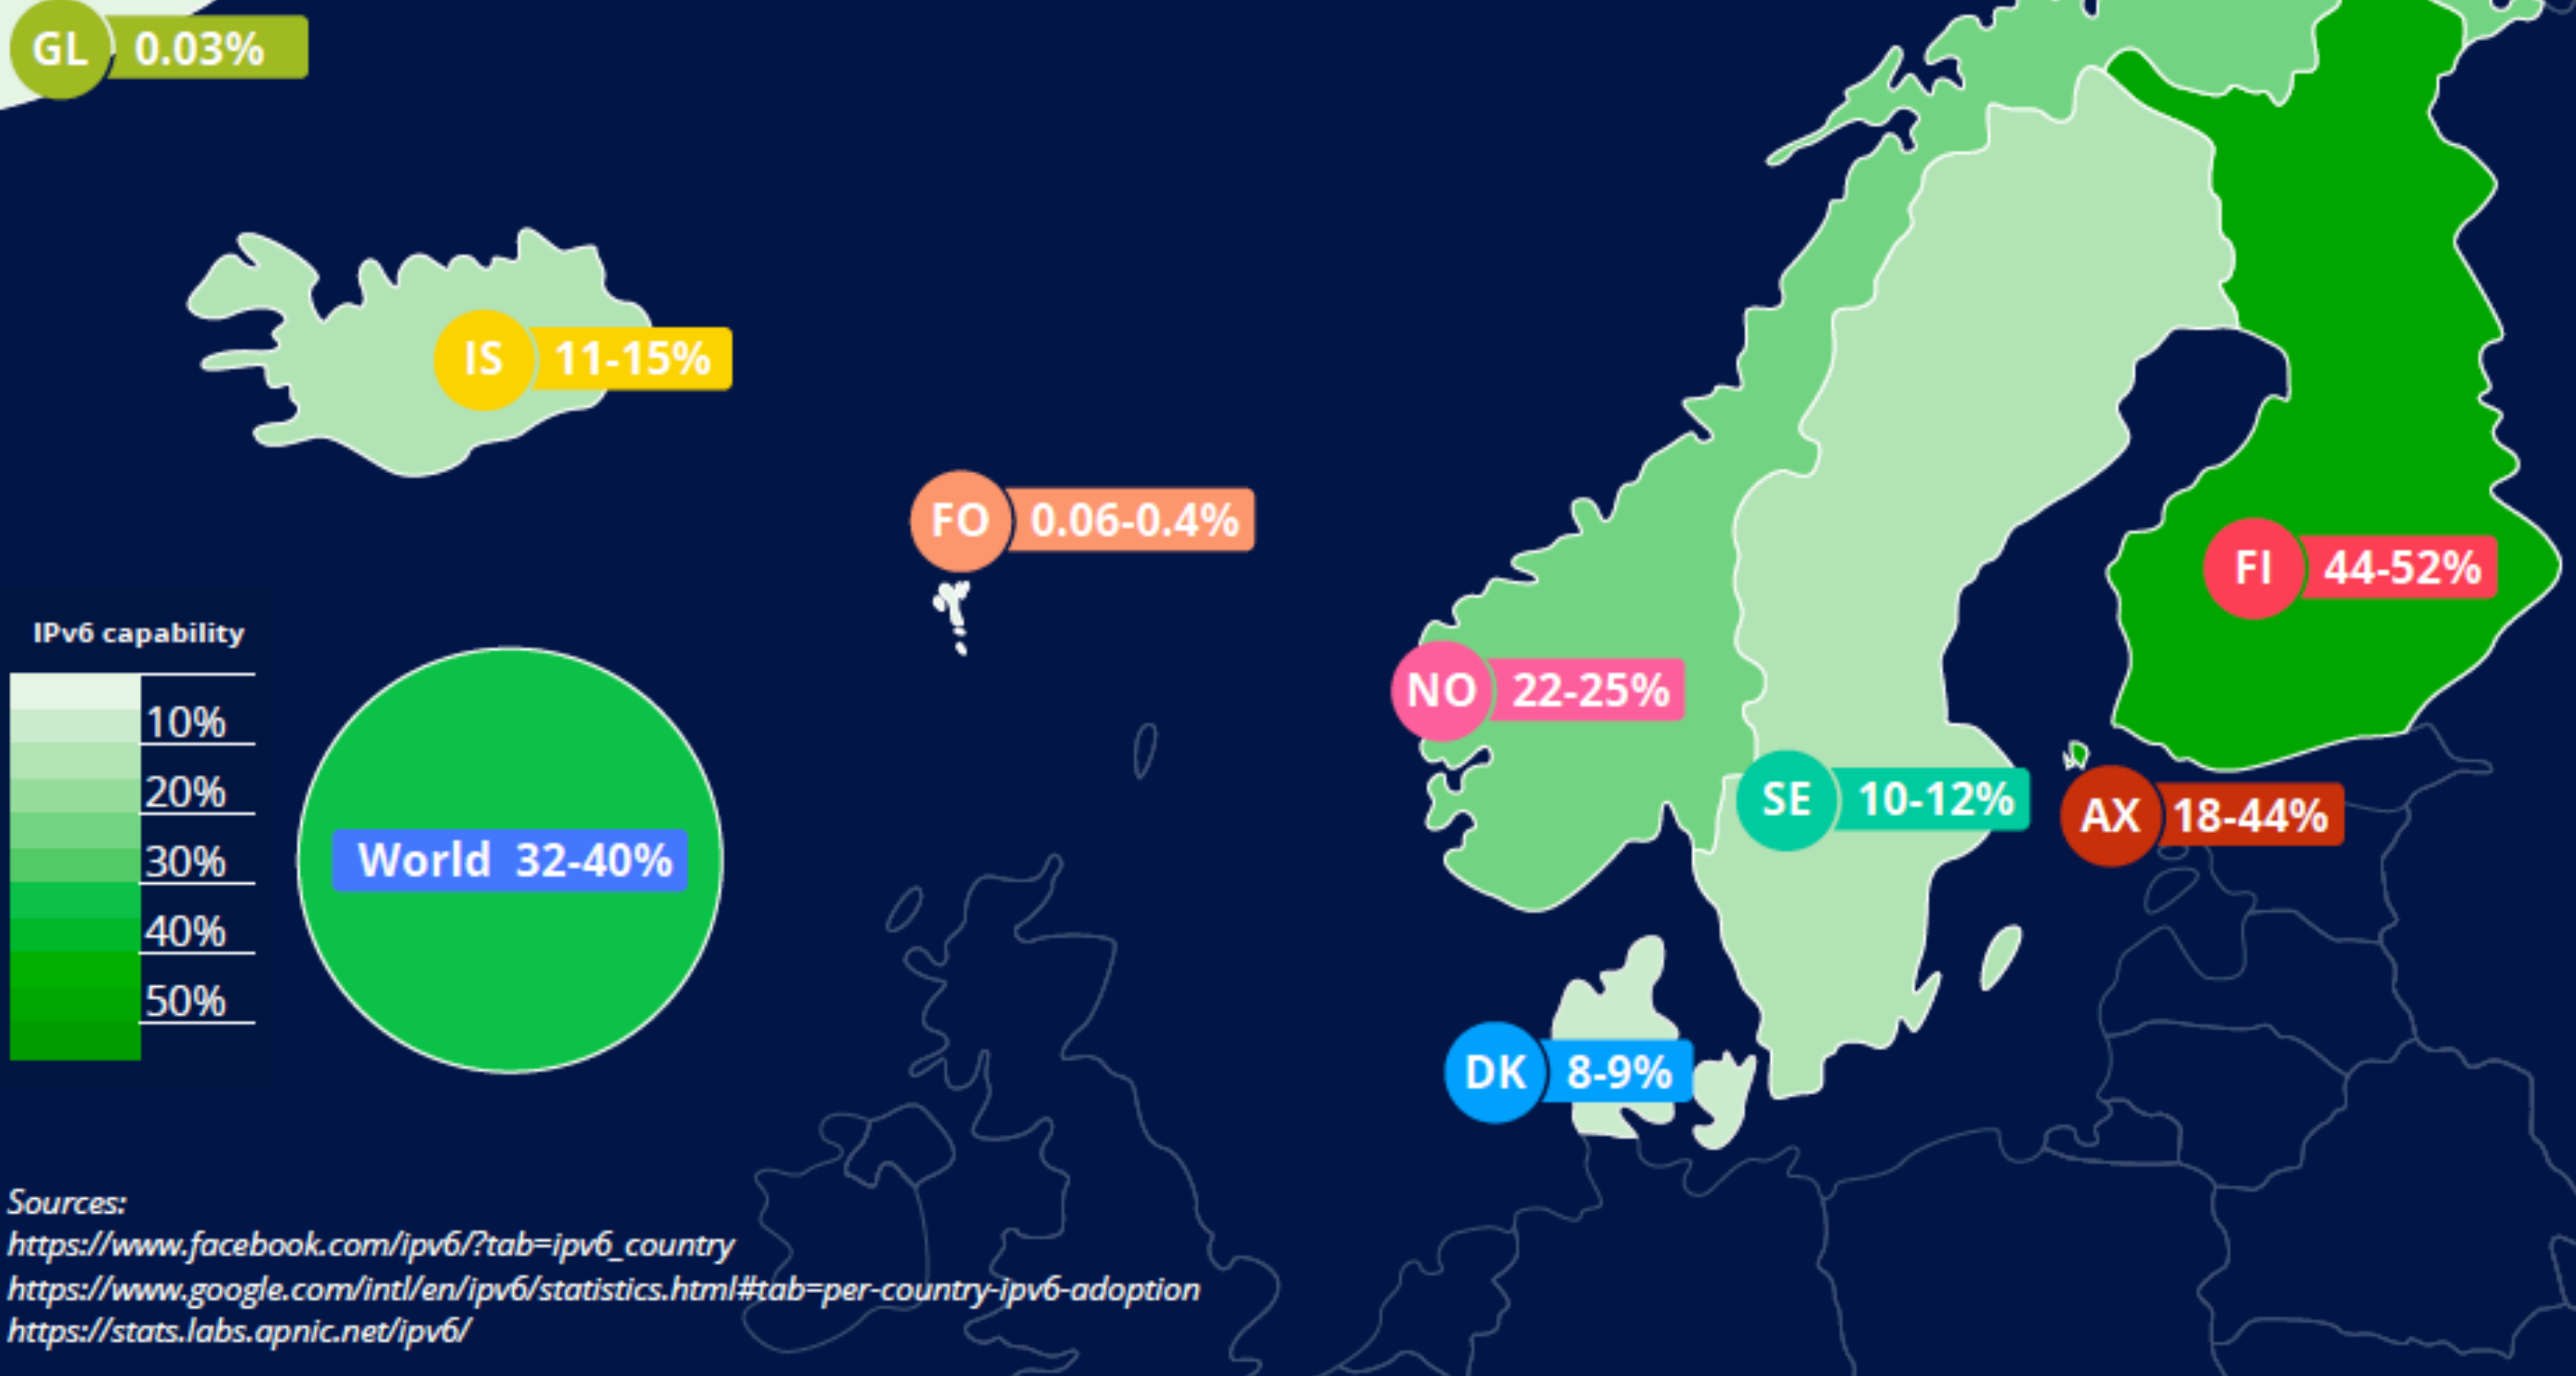 GL 0.03%
IS 11-15%
FO 0.06-0.4%
FI 44-52%
NO 22-25%
SE 10-12%
AX 18-44%
DK 8-9%
IPv6 capability
10%
20%
30%
40%
50%
World 32-40%
Sources:
https://www.facebook.com/ipv6/?tab=ipv6_country
https://www.google.com/intl/en/ipv6/statistics.html#tab=per-country-ipv6-adoption
https://stats.labs.apnic.net/ipv6/